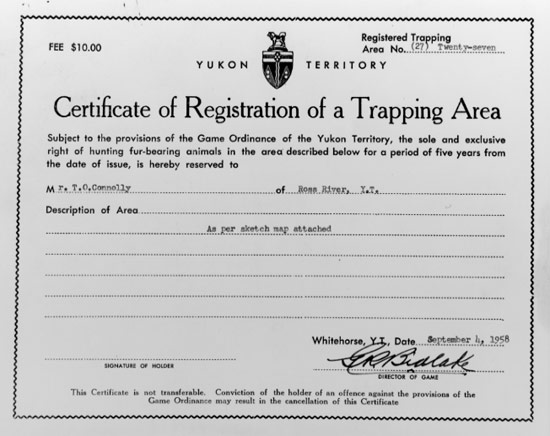 FEE $10.00
Registered Trapping
Area No. (27) Twenty-seven
YUKON TERRITORY
Certificate of Registration of a Trapping Area
Subject to the provisions of the Game Ordinance of the Yukon Territory, the sole and exclusive
right of hunting fur-bearing animals in the area described below for a period of five years from
the date of issue, is hereby reserved to
Mr. T.O.Connolly of Ross River, Y.T.
Description of Area
As per sketch map attached
Whitehorse, Y.T., Date September 4, 1958
GR Bidlake
SIGNATURE OF HOLDER
DIRECTOR OF GAME
This Certificate is not transferable. Conviction of the holder of an offence against the provisions of the
Game Ordinance may result in the cancellation of this Certificate